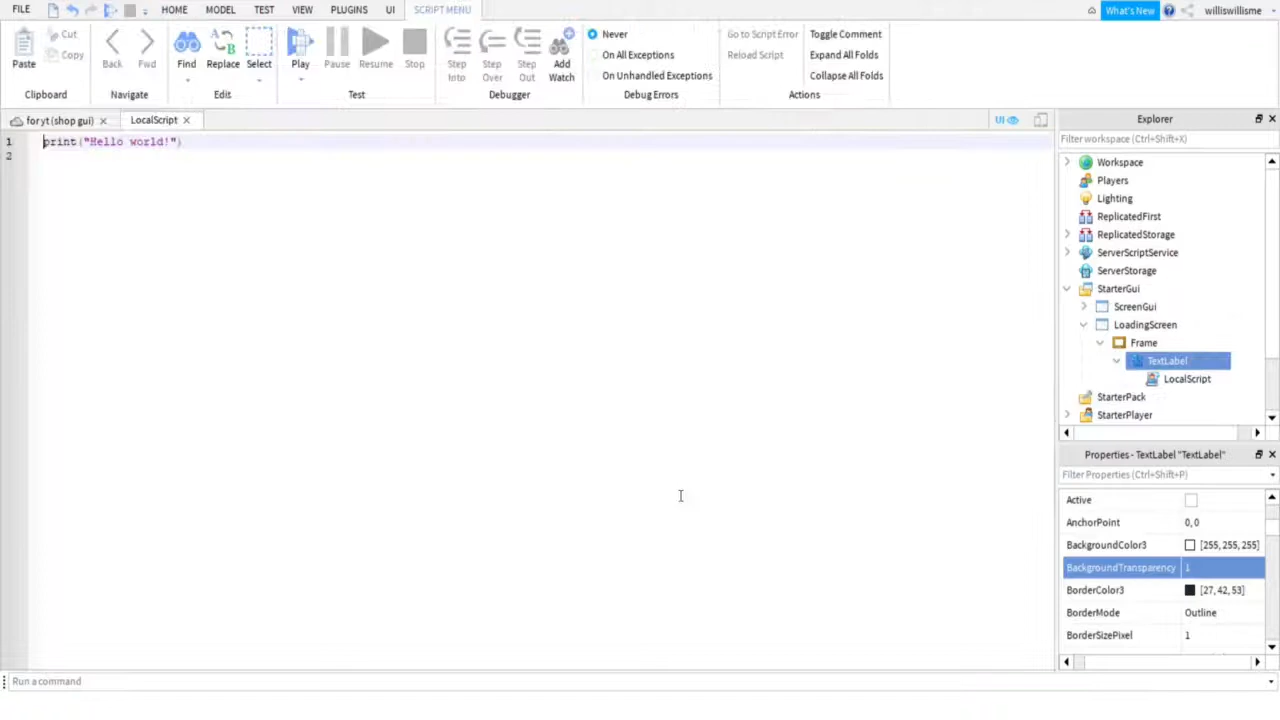 FILE HOME MODEL TEST VIEW PLUGINS UI SCRIPT MENU What's New williswillisme
Paste Cut Copy Back Fwd Find Replace Select Play Pause Resume Stop Step Into Step Over Step Out Add Watch
Never
On All Exceptions
On Unhandled Exceptions
Go to Script Error
Reload Script
Toggle Comment
Expand All Folds
Collapse All Folds
Clipboard Navigate Edit Test Debugger Debug Errors Actions
for yt (shop gui) LocalScript UI
1 print("Hello world!")
2
Explorer
Filter workspace (Ctrl+Shift+X)
Workspace
Players
Lighting
ReplicatedFirst
ReplicatedStorage
ServerScriptService
ServerStorage
StarterGui
ScreenGui
LoadingScreen
Frame
TextLabel
LocalScript
StarterPack
StarterPlayer
Properties - TextLabel "TextLabel"
Filter Properties (Ctrl+Shift+P)
Active
AnchorPoint 0, 0
BackgroundColor3 [255, 255, 255]
BackgroundTransparency 1
BorderColor3 [27, 42, 53]
BorderMode Outline
BorderSizePixel 1
Run a command